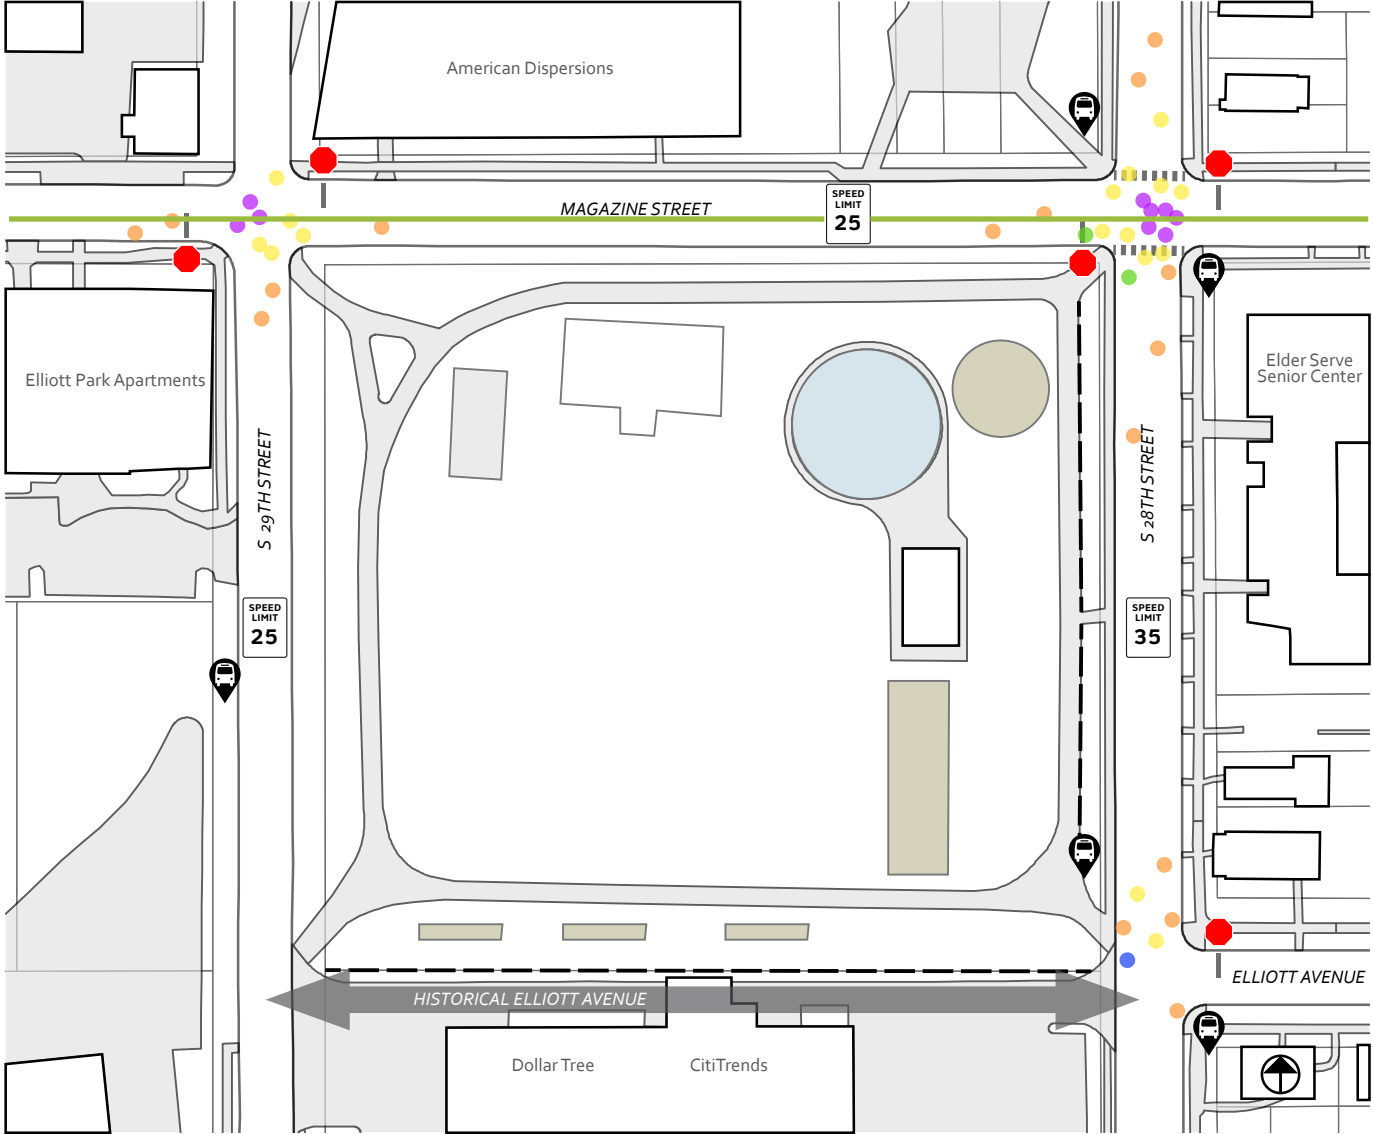 American Dispersions
MAGAZINE STREET
SPEED
LIMIT
25
Elliott Park Apartments
Elder Serve
Senior Center
S 29TH STREET
S 28TH STREET
SPEED
LIMIT
25
SPEED
LIMIT
35
ELLIOTT AVENUE
HISTORICAL ELLIOTT AVENUE
Dollar Tree
CitiTrends